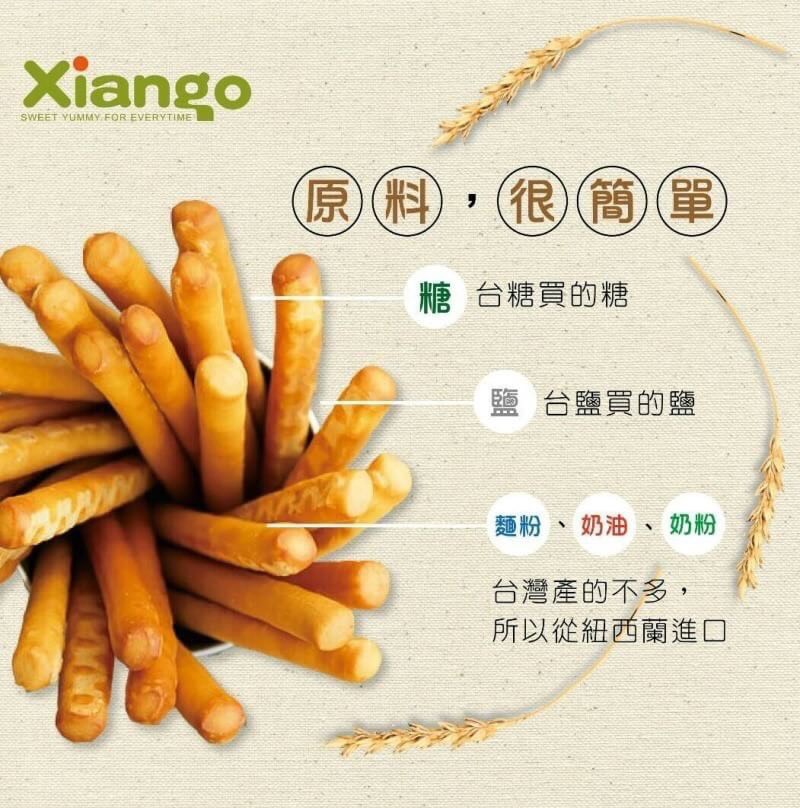 Xiango
SWEET YUMMY FOR EVERYTIME
原料，很簡單
糖 台糖買的糖
鹽 台鹽買的鹽
麵粉、奶油、奶粉
台灣產的不多，
所以從紐西蘭進口